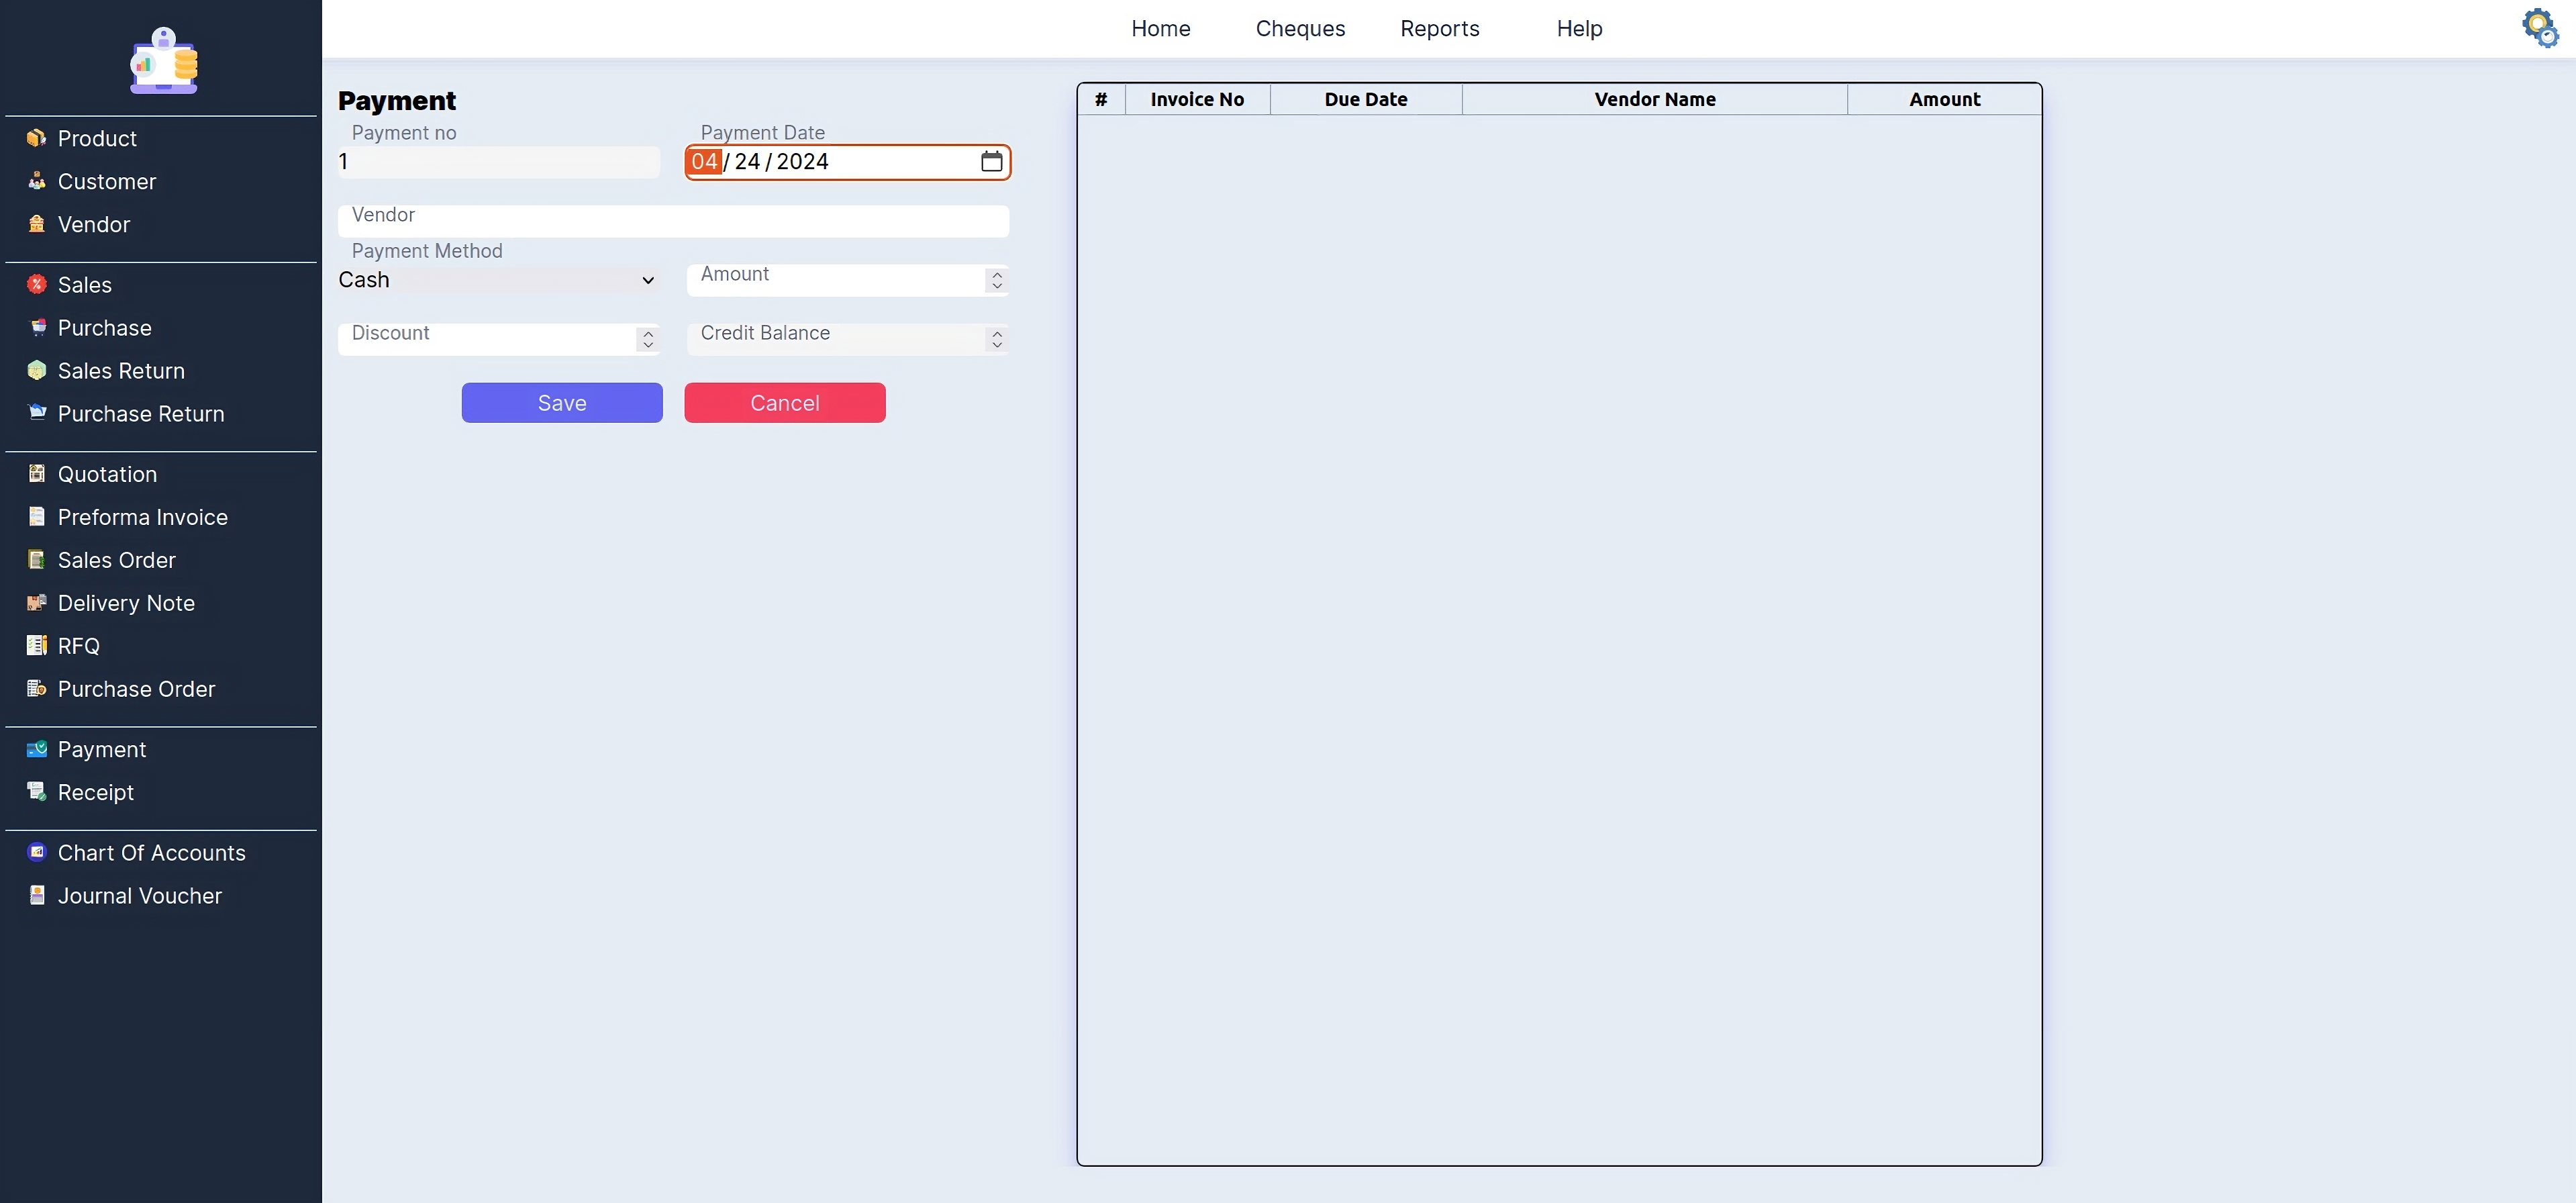 Home Cheques Reports Help
Product
Customer
Vendor
Sales
Purchase
Sales Return
Purchase Return
Quotation
Preforma Invoice
Sales Order
Delivery Note
RFQ
Purchase Order
Payment
Receipt
Chart Of Accounts
Journal Voucher
Payment
Payment no Payment Date
1 04/24/2024
Vendor
Payment Method
Cash Amount
Discount Credit Balance
Save Cancel
# Invoice No Due Date Vendor Name Amount